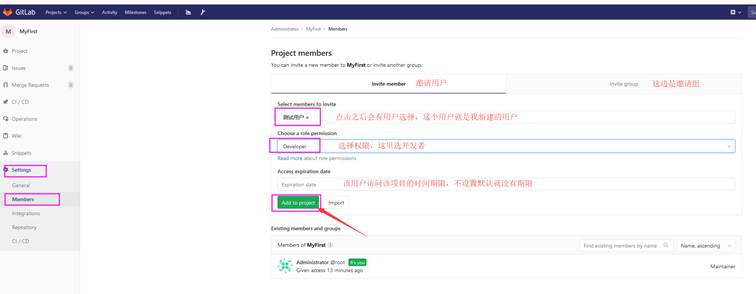 GitLab Projects Groups Activity Milestones Snippets
M MyFirst
Project
Issues
Merge Requests
CI / CD
Operations
Wiki
Snippets
Settings
General
Members
Integrations
Repository
CI / CD
Administrator › MyFirst › Members
Project members
You can invite a new member to MyFirst or invite another group.
Invite member 邀请用户
Invite group 这边是邀请组
Select members to invite
测试用户 × 点击之后会有用户选择，这个用户就是我新建的用户
Choose a role permission
Developer 选择权限，这里选开发者
Read more about role permissions
Access expiration date
Expiration date 该用户访问该项目的时间期限，不设置默认就没有期限
Add to project Import
Existing members and groups
Members of MyFirst 1 Find existing members by name Name, ascending
Administrator @root It's you
Given access 13 minutes ago
Maintainer